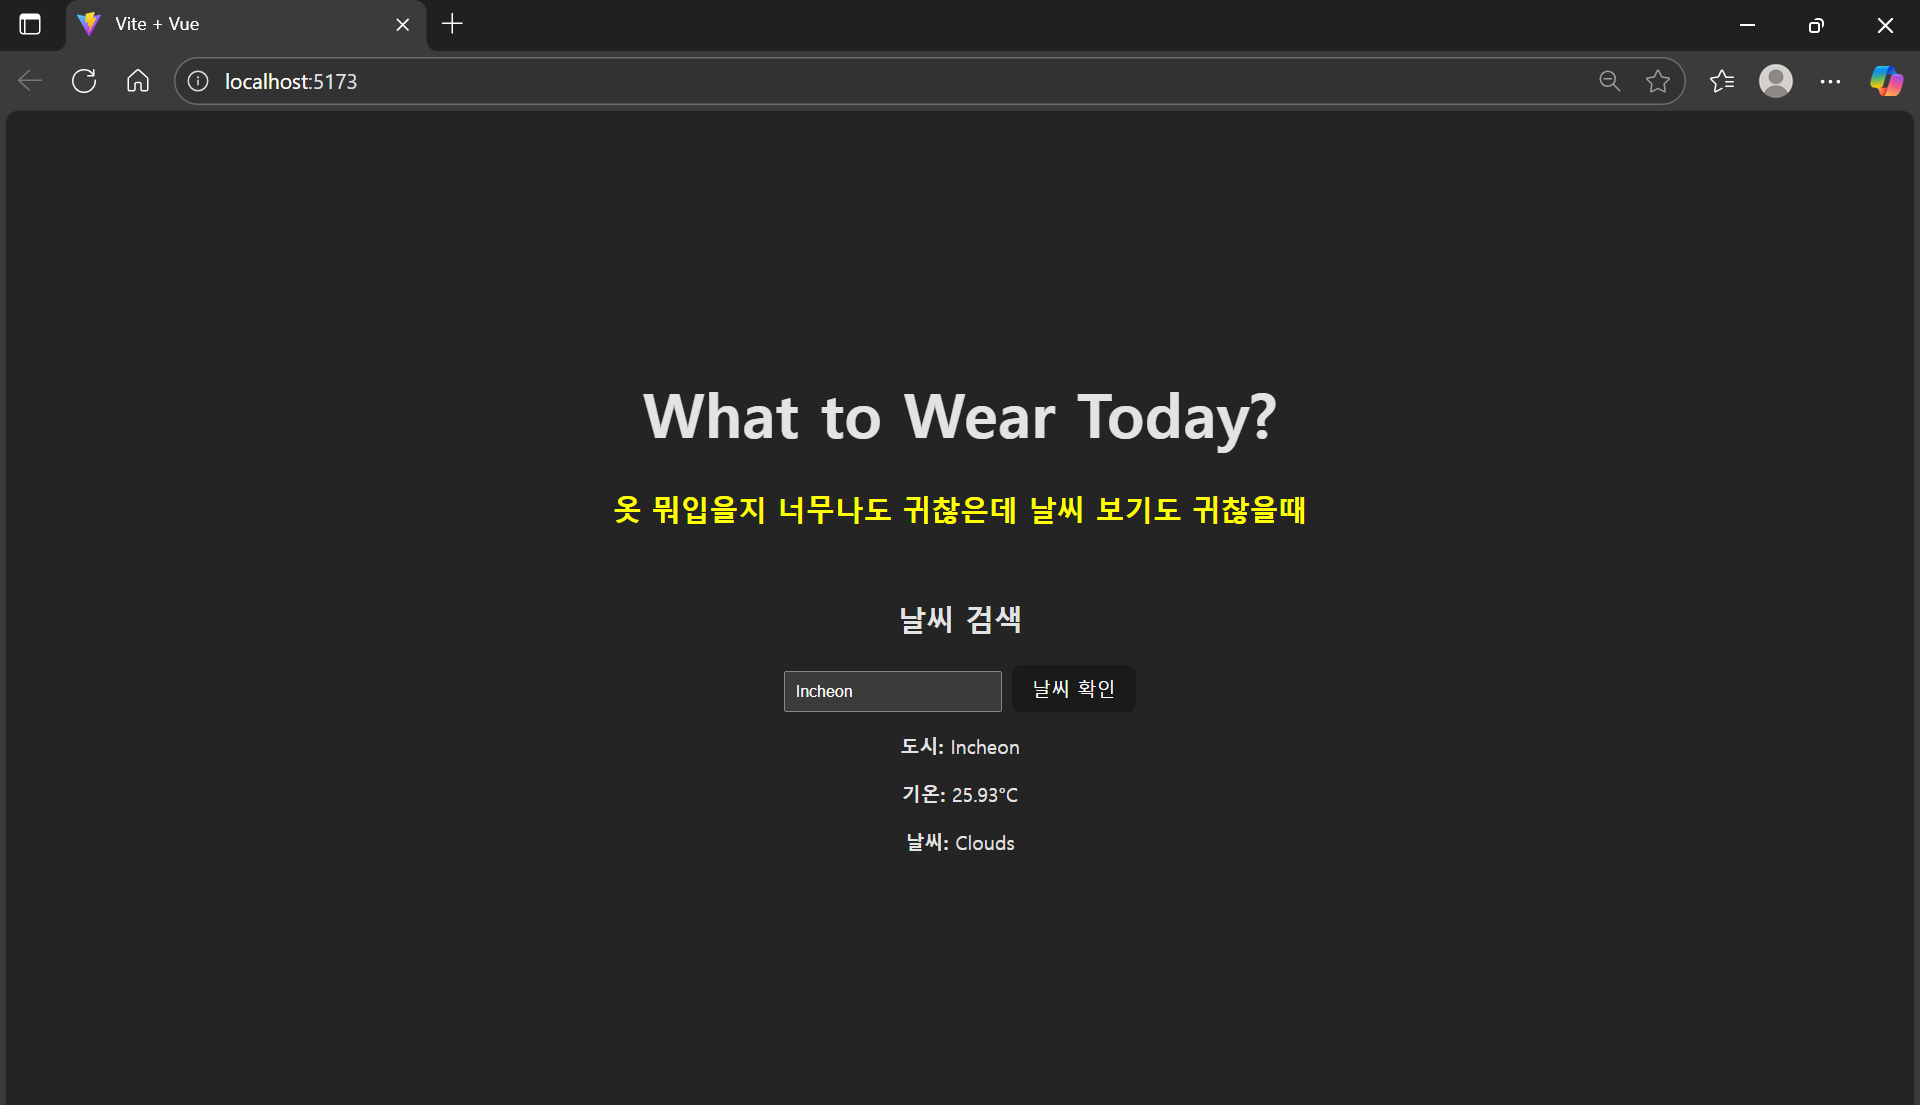 Vite + Vue
localhost:5173
What to Wear Today?
옷 뭐입을지 너무나도 귀찮은데 날씨 보기도 귀찮을때
날씨 검색
Incheon 날씨 확인
도시: Incheon
기온: 25.93°C
날씨: Clouds